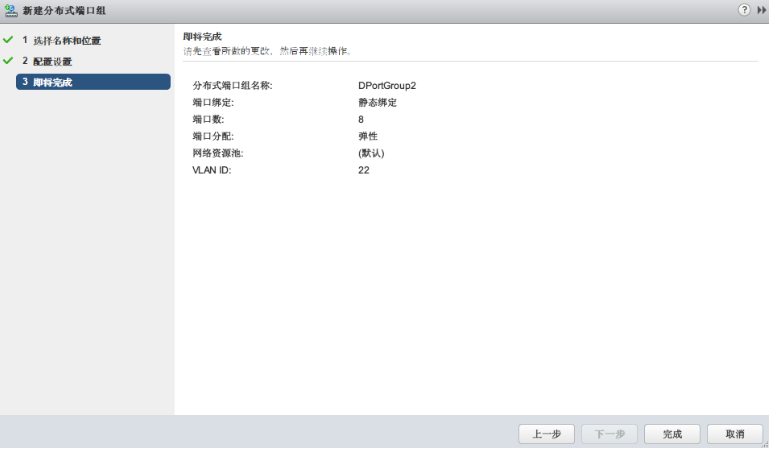 新建分布式端口组
?
1 选择名称和位置
2 配置设置
3 即将完成
即将完成
请先查看所做的更改，然后再继续操作。
分布式端口组名称: DPortGroup2
端口绑定: 静态绑定
端口数: 8
端口分配: 弹性
网络资源池: (默认)
VLAN ID: 22
上一步 下一步 完成 取消